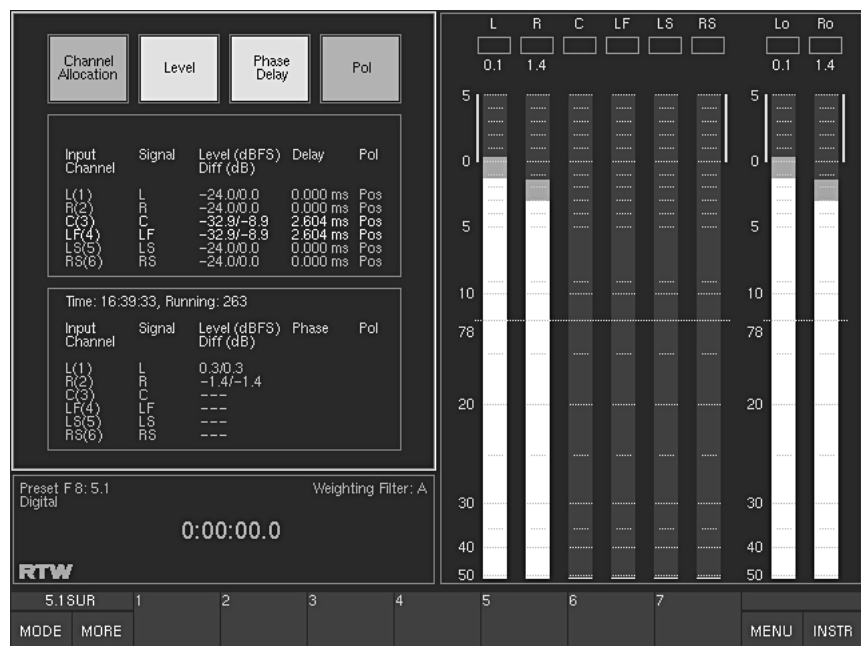 Channel Allocation
Level
Phase Delay
Pol
Input Channel Signal Level (dBFS) Diff (dB) Delay Pol
L(1) L −24.0/0.0 0.000 ms Pos
R(2) R −24.0/0.0 0.000 ms Pos
C(3) C −32.9/−8.9 2.604 ms Pos
LF(4) LF −32.9/−8.9 2.604 ms Pos
LS(5) LS −24.0/0.0 0.000 ms Pos
RS(6) RS −24.0/0.0 0.000 ms Pos
Time: 16:39:33, Running: 263
Input Channel Signal Level (dBFS) Diff (dB) Phase Pol
L(1) L 0.3/0.3
R(2) R −1.4/−1.4
C(3) C −−−
LF(4) LF −−−
LS(5) LS −−−
RS(6) RS −−−
Preset F 8: 5.1 Weighting Filter: A
Digital
0:00:00.0
RTW
L R C LF LS RS Lo Ro
0.1 1.4 0.1 1.4
5 5
0 0
5 5
10 10
78 78
20 20
30 30
40 40
50 50
5.1SUR 1 2 3 4 5 6 7
MODE MORE MENU INSTR